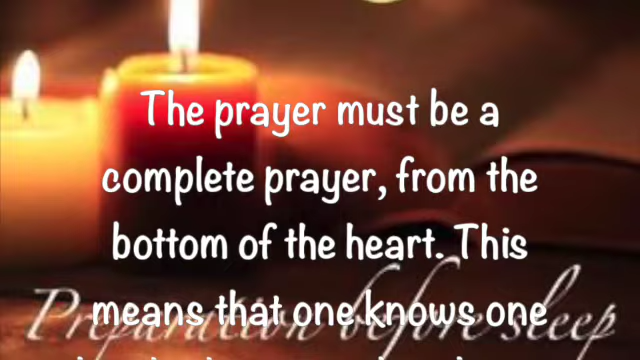 The prayer must be a
complete prayer, from the
bottom of the heart. This
means that one knows one
Preparation before sleep